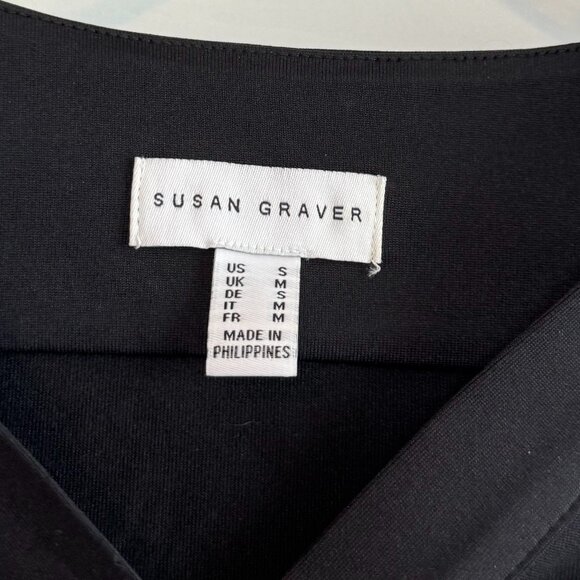 SUSAN GRAVER
US S
UK M
DE S
IT M
FR M
MADE IN
PHILIPPINES